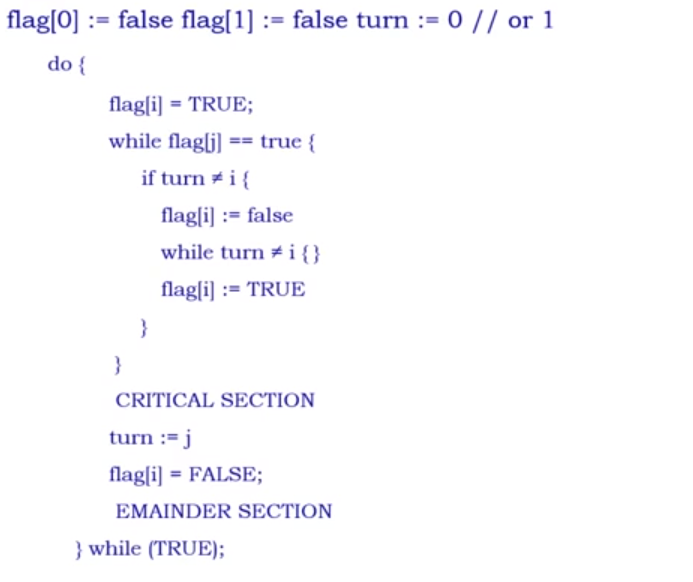 flag[0] := false flag[1] := false turn := 0 // or 1
do {
flag[i] = TRUE;
while flag[j] == true {
if turn ≠ i {
flag[i] := false
while turn ≠ i {}
flag[i] := TRUE
}
}
CRITICAL SECTION
turn := j
flag[i] = FALSE;
EMAINDER SECTION
} while (TRUE);